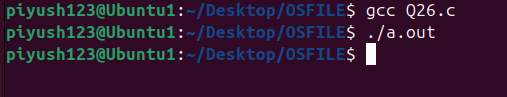 piyush123@Ubuntu1:~/Desktop/OSFILE$ gcc Q26.c
piyush123@Ubuntu1:~/Desktop/OSFILE$ ./a.out
piyush123@Ubuntu1:~/Desktop/OSFILE$